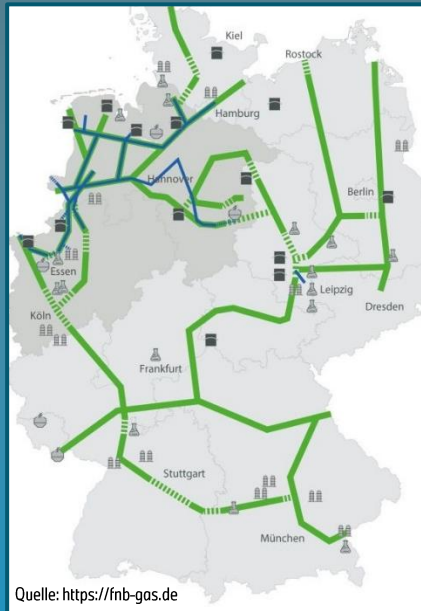 Kiel
Rostock
Hamburg
Hannover
Berlin
Essen
Leipzig
Köln
Dresden
Frankfurt
Stuttgart
München
Quelle: https://fnb-gas.de